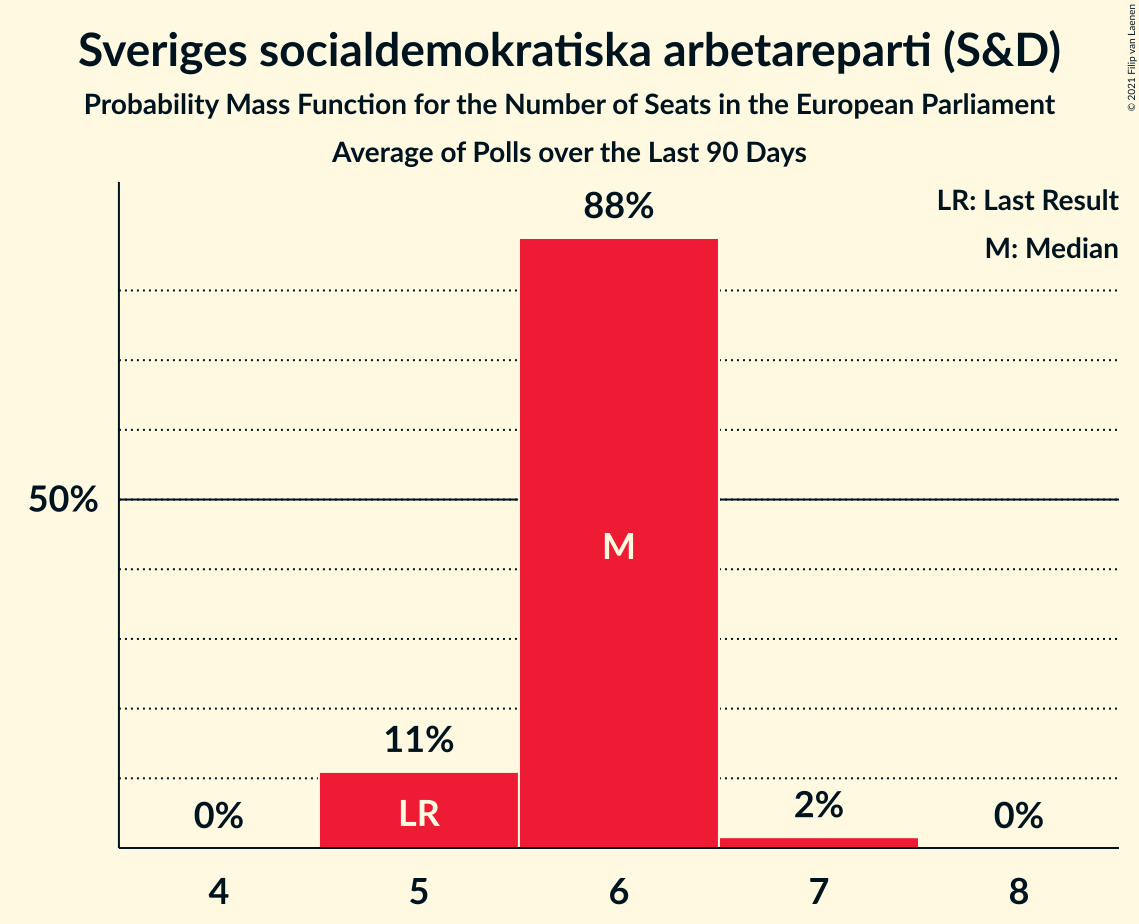 Sveriges socialdemokratiska arbetareparti (S&D)
Probability Mass Function for the Number of Seats in the European Parliament
Average of Polls over the Last 90 Days
© 2021 Filip van Laenen
LR: Last Result
M: Median
88%
50%
M
11%
LR
0%
2%
0%
4 5 6 7 8